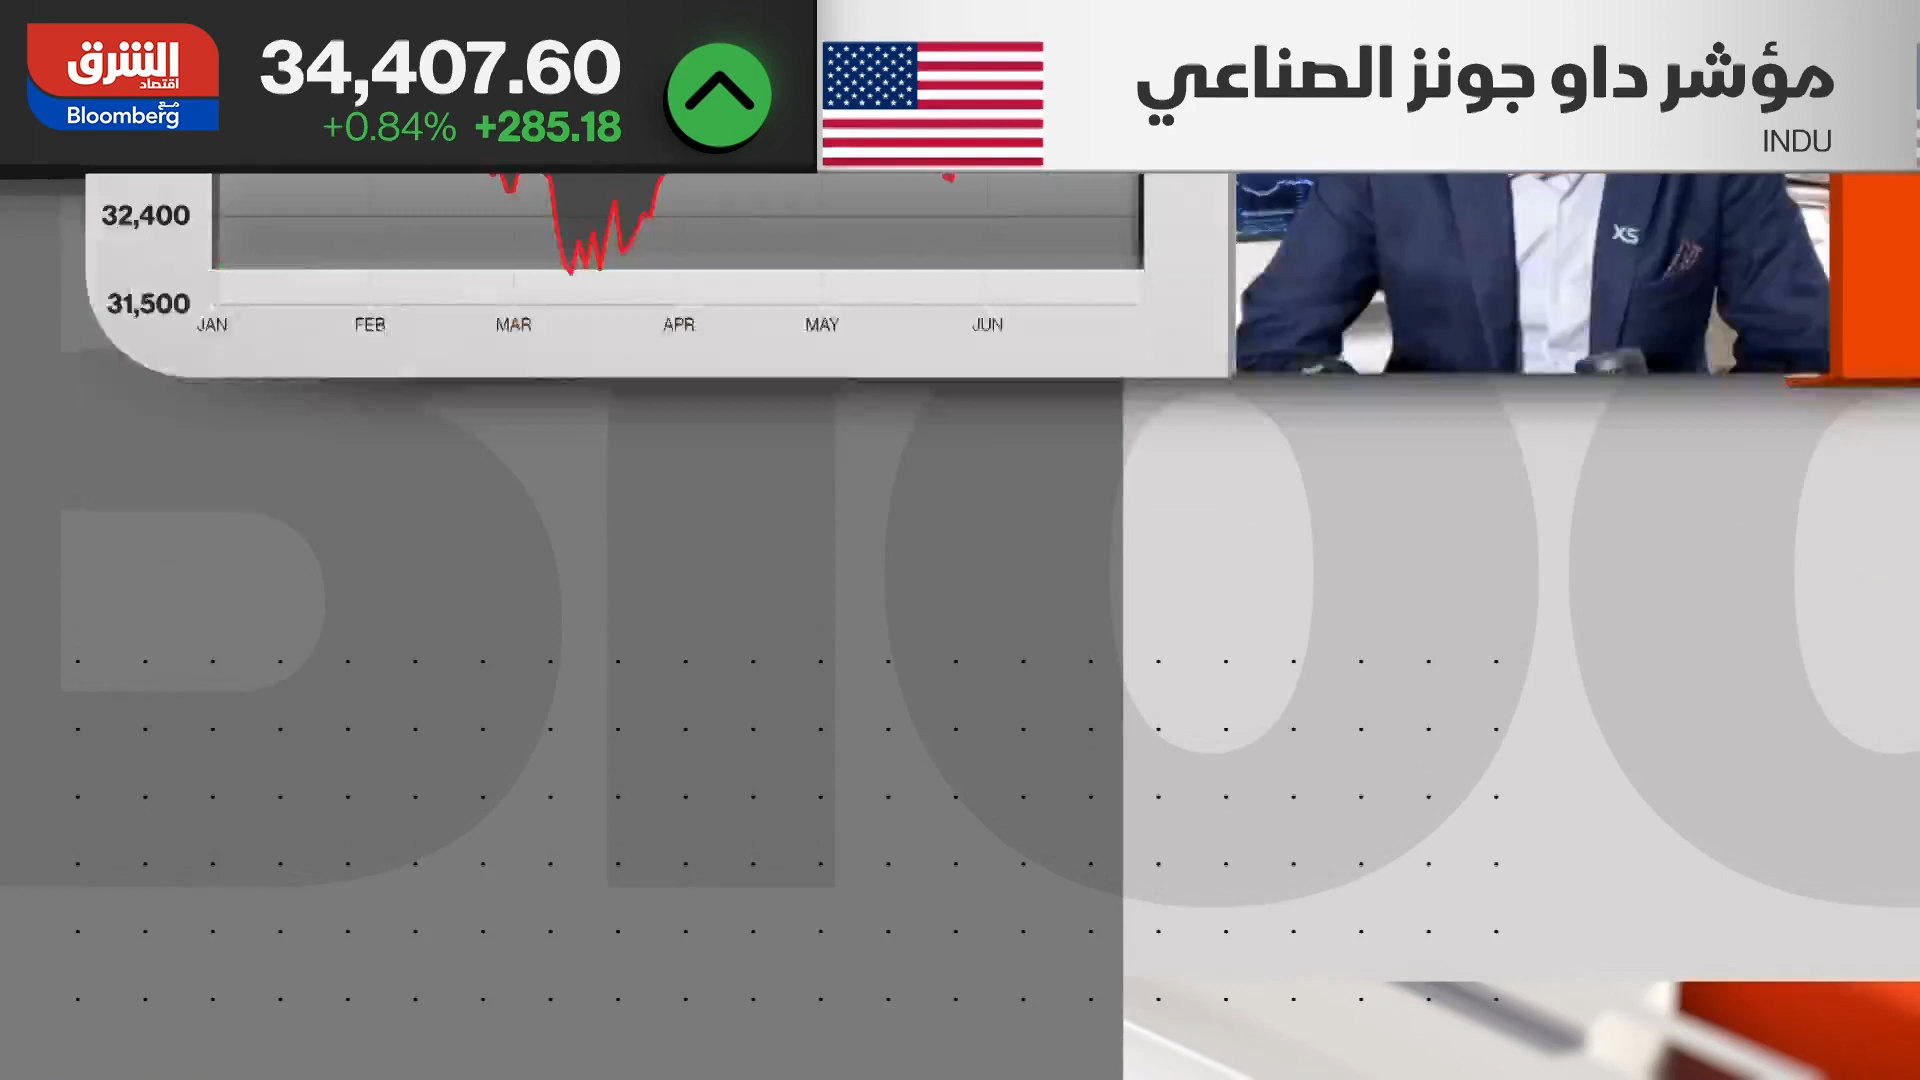 الشرق
اقتصاد
مع
Bloomberg
34,407.60
+0.84% +285.18
مؤشر داو جونز الصناعي
INDU
32,400
31,500
JAN FEB MAR APR MAY JUN
XS